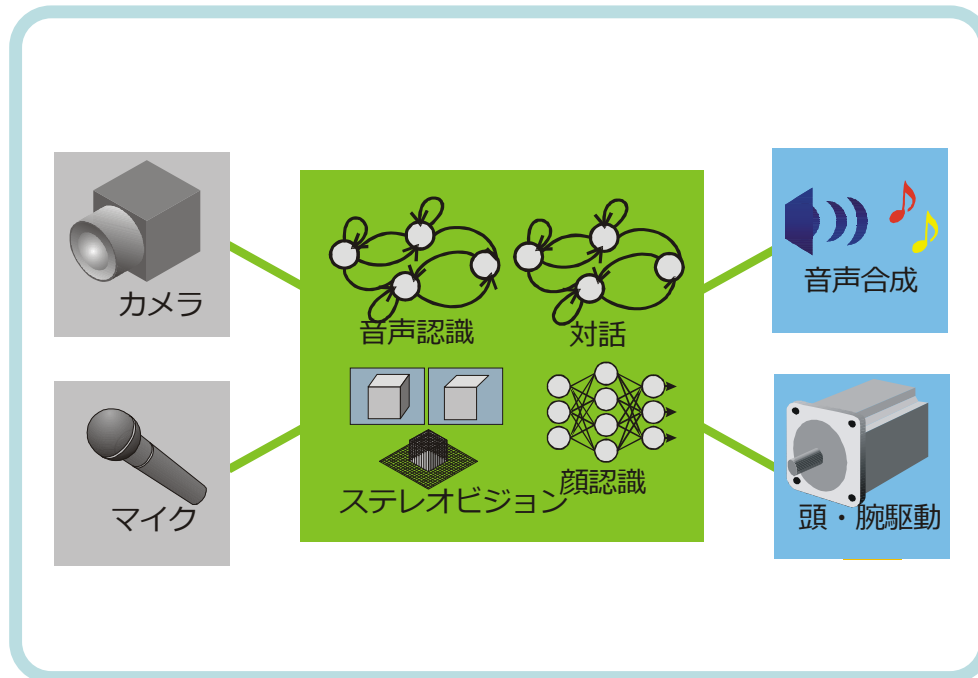 カメラ
マイク
音声認識
対話
ステレオビジョン
顔認識
音声合成
頭・腕駆動